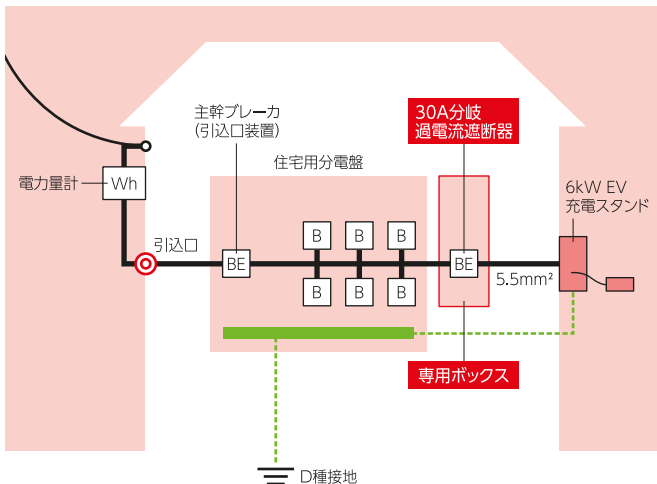 主幹ブレーカ
(引込口装置)
30A分岐
過電流遮断器
住宅用分電盤
電力量計
Wh
6kW EV
充電スタンド
引込口
B B B
BE
BE
B B B
5.5mm²
専用ボックス
D種接地